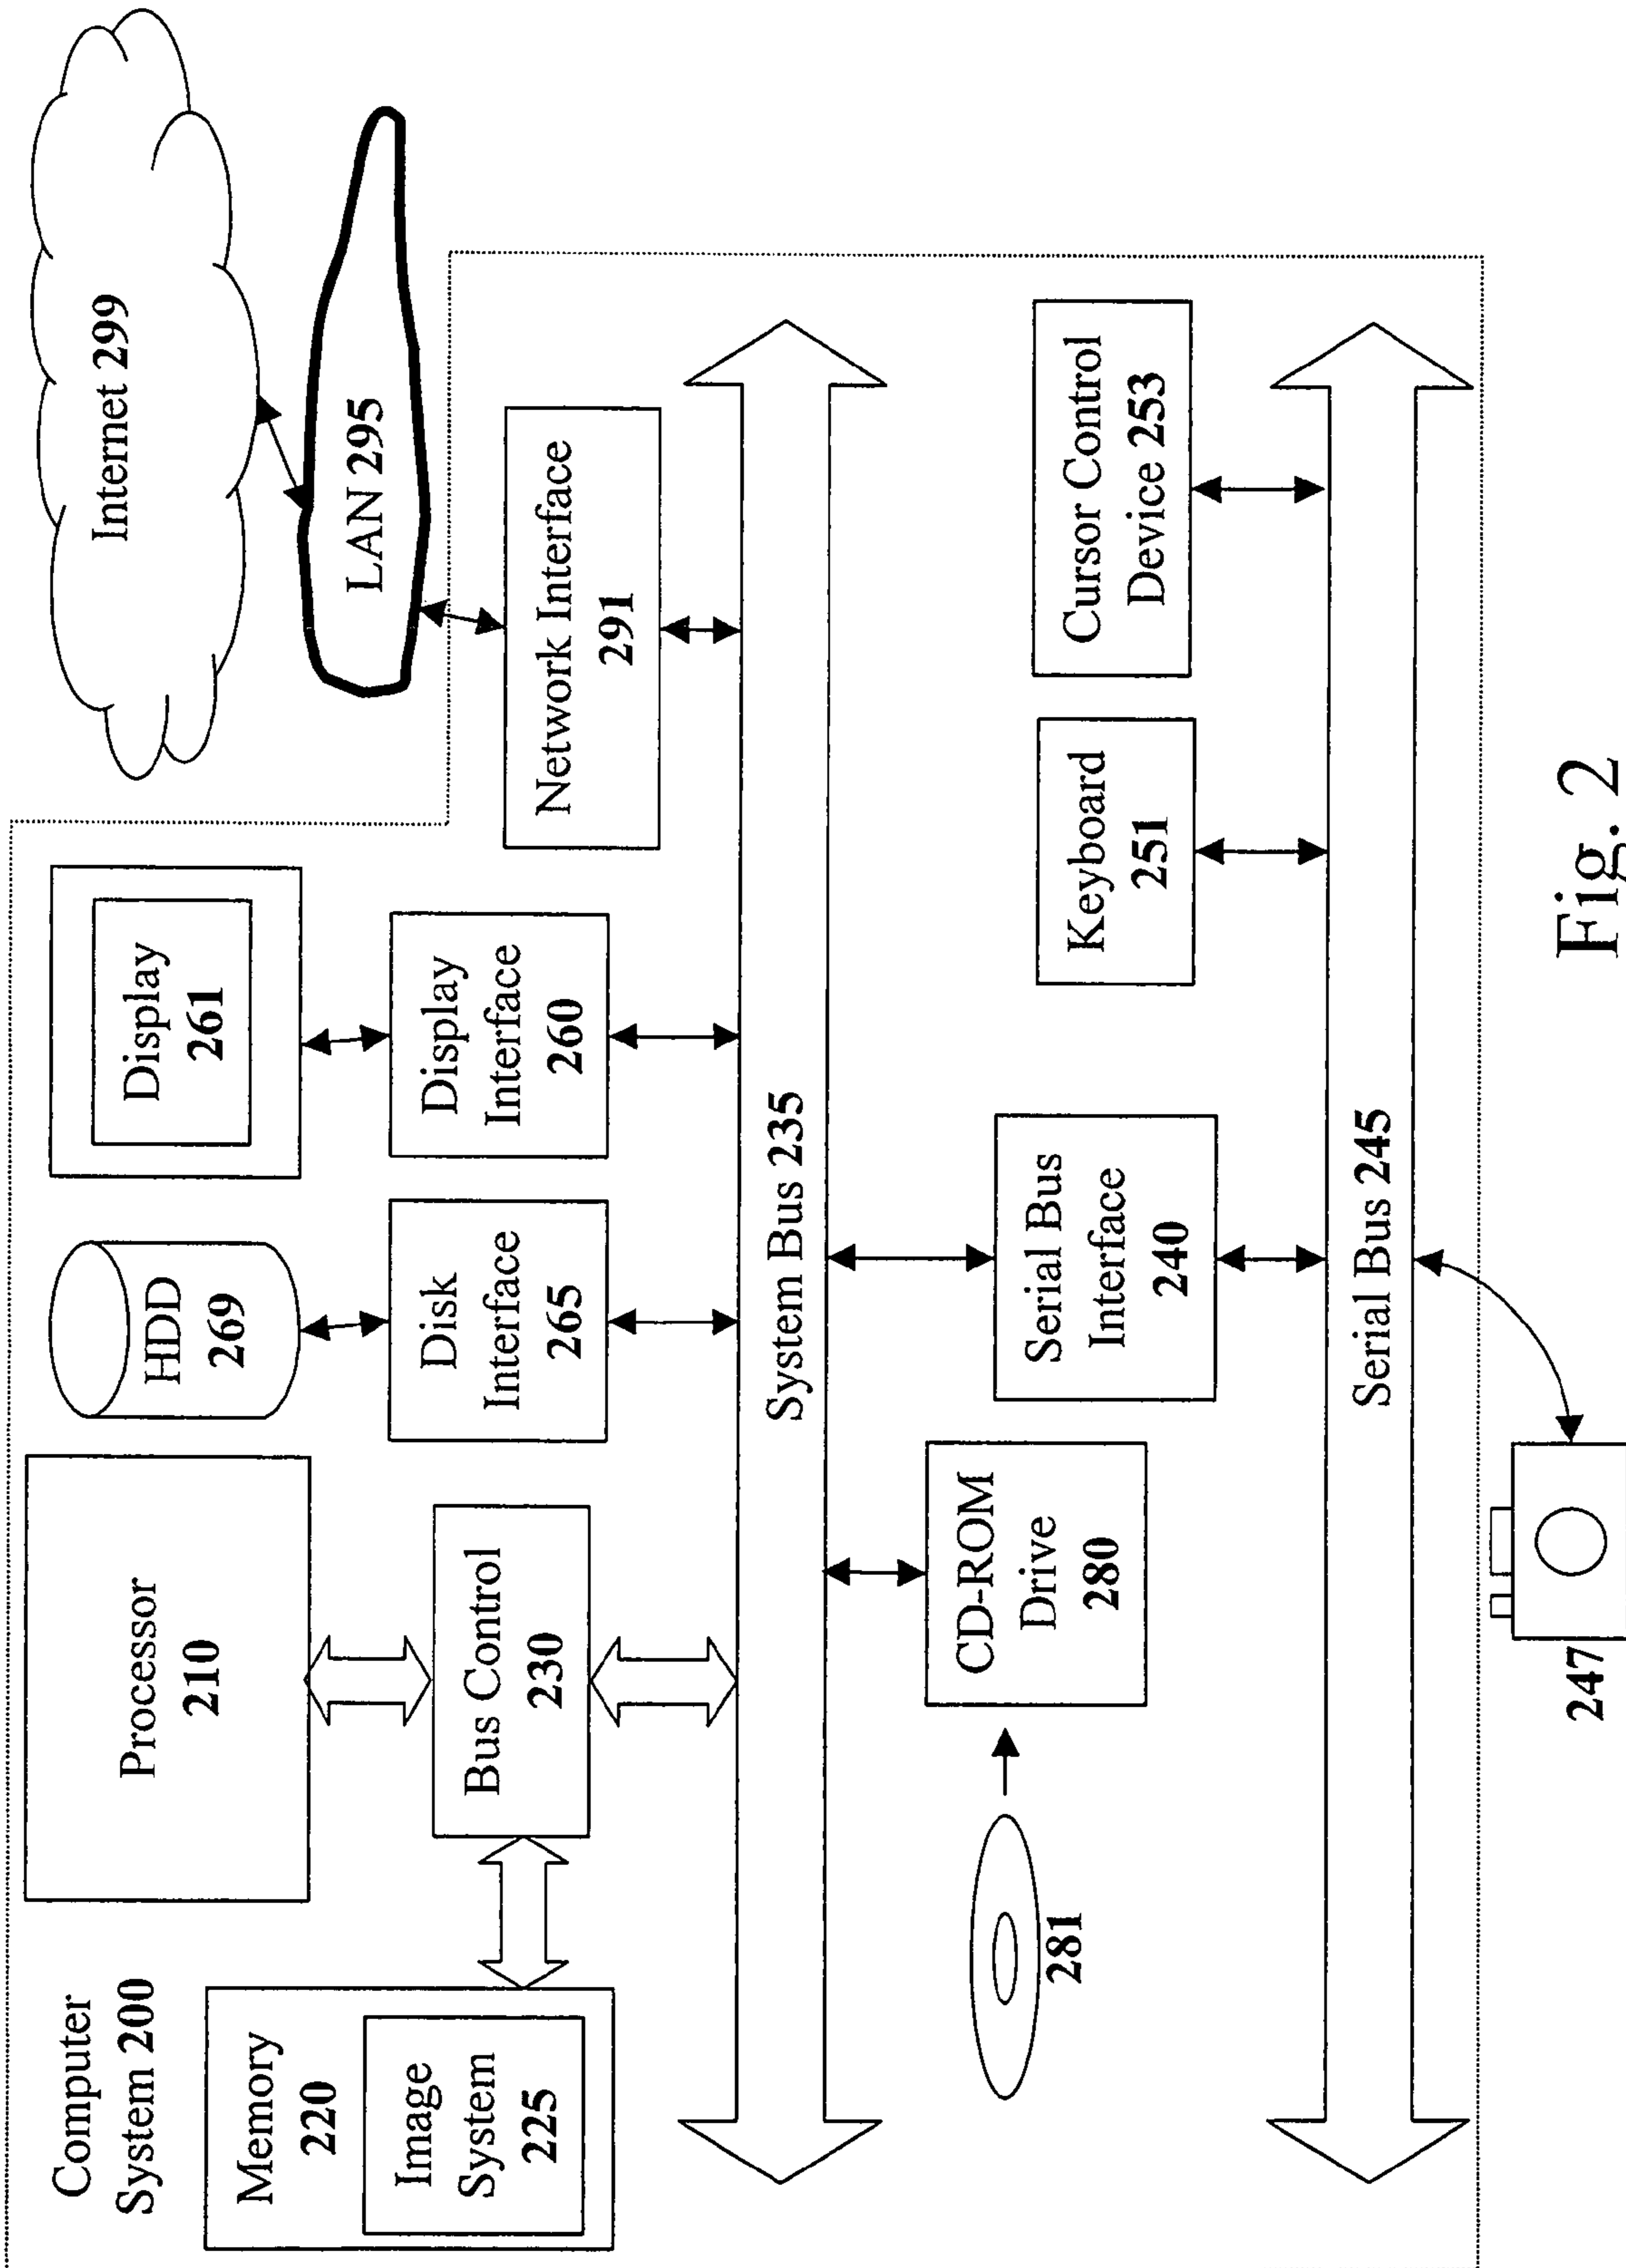 Computer
System 200
Memory
220
Image
System
225
Processor
210
Bus Control
230
HDD
269
Disk
Interface
265
Display
261
Display
Interface
260
Internet 299
LAN 295
Network Interface
291
System Bus 235
281
CD-ROM
Drive
280
Serial Bus
Interface
240
Keyboard
251
Cursor Control
Device 253
Serial Bus 245
247
Fig. 2